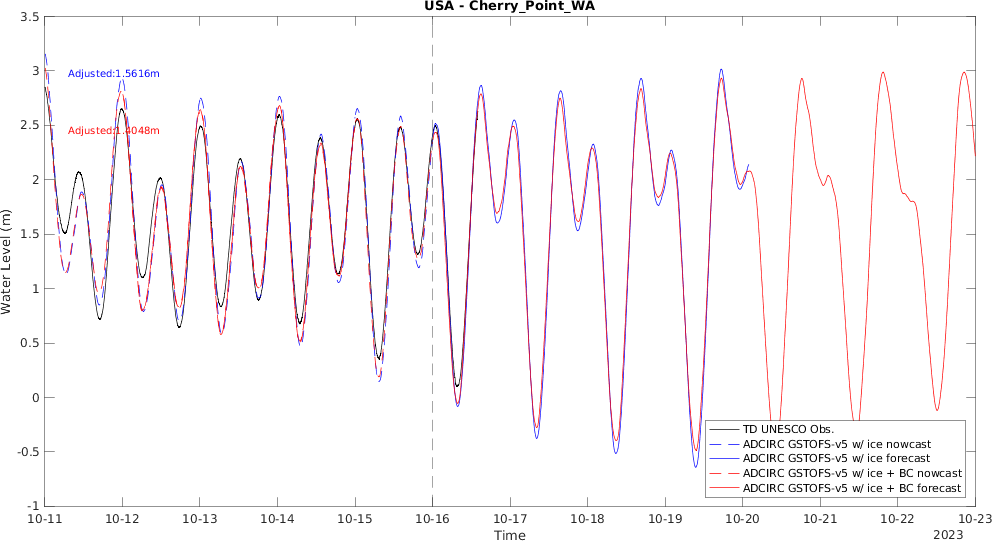 USA - Cherry_Point_WA
3.5
3
2.5
2
1.5
1
0.5
0
-0.5
-1
Water Level (m)
Adjusted:1.5616m
Adjusted:1.4048m
TD UNESCO Obs.
ADCIRC GSTOFS-v5 w/ ice nowcast
ADCIRC GSTOFS-v5 w/ ice forecast
ADCIRC GSTOFS-v5 w/ ice + BC nowcast
ADCIRC GSTOFS-v5 w/ ice + BC forecast
10-11 10-12 10-13 10-14 10-15 10-16 10-17 10-18 10-19 10-20 10-21 10-22 10-23
Time
2023